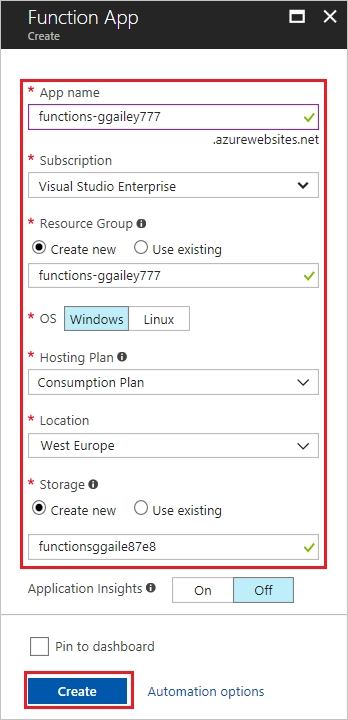 Function App
Create
* App name
functions-ggailey777
.azurewebsites.net
* Subscription
Visual Studio Enterprise
* Resource Group
Create new Use existing
functions-ggailey777
* OS Windows Linux
* Hosting Plan
Consumption Plan
* Location
West Europe
* Storage
Create new Use existing
functionsggaile87e8
Application Insights On Off
Pin to dashboard
Create Automation options